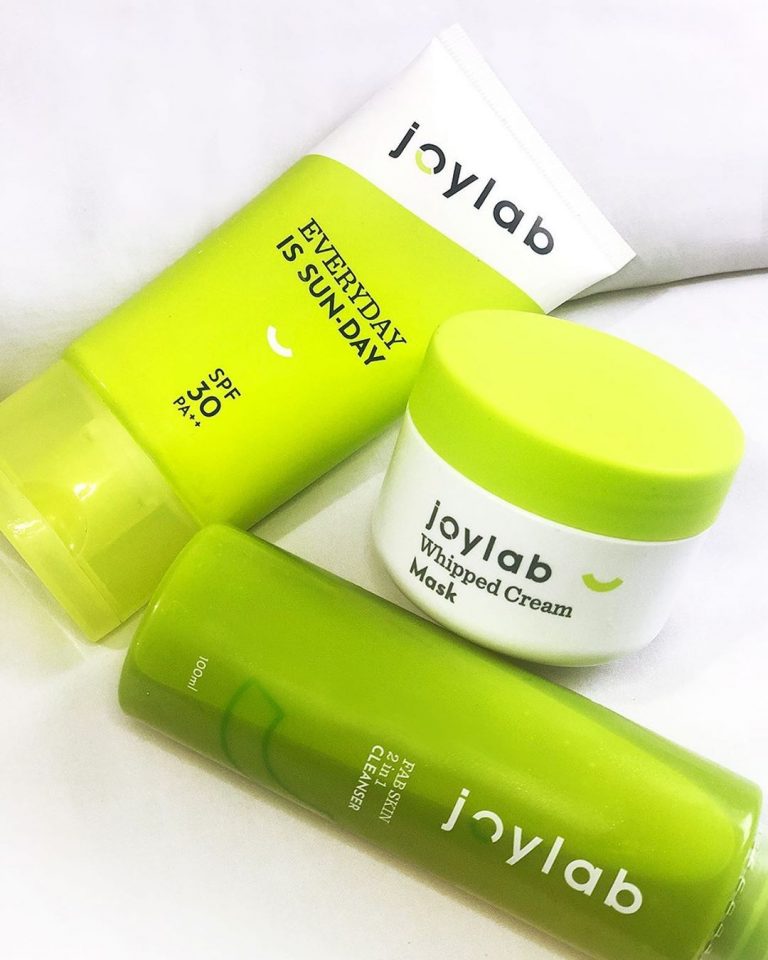 joylab
EVERYDAY
IS SUN-DAY
SPF
30
PA++
joylab
Whipped Cream
Mask
100ml
FAB SKIN
2 in 1
CLEANSER
joylab